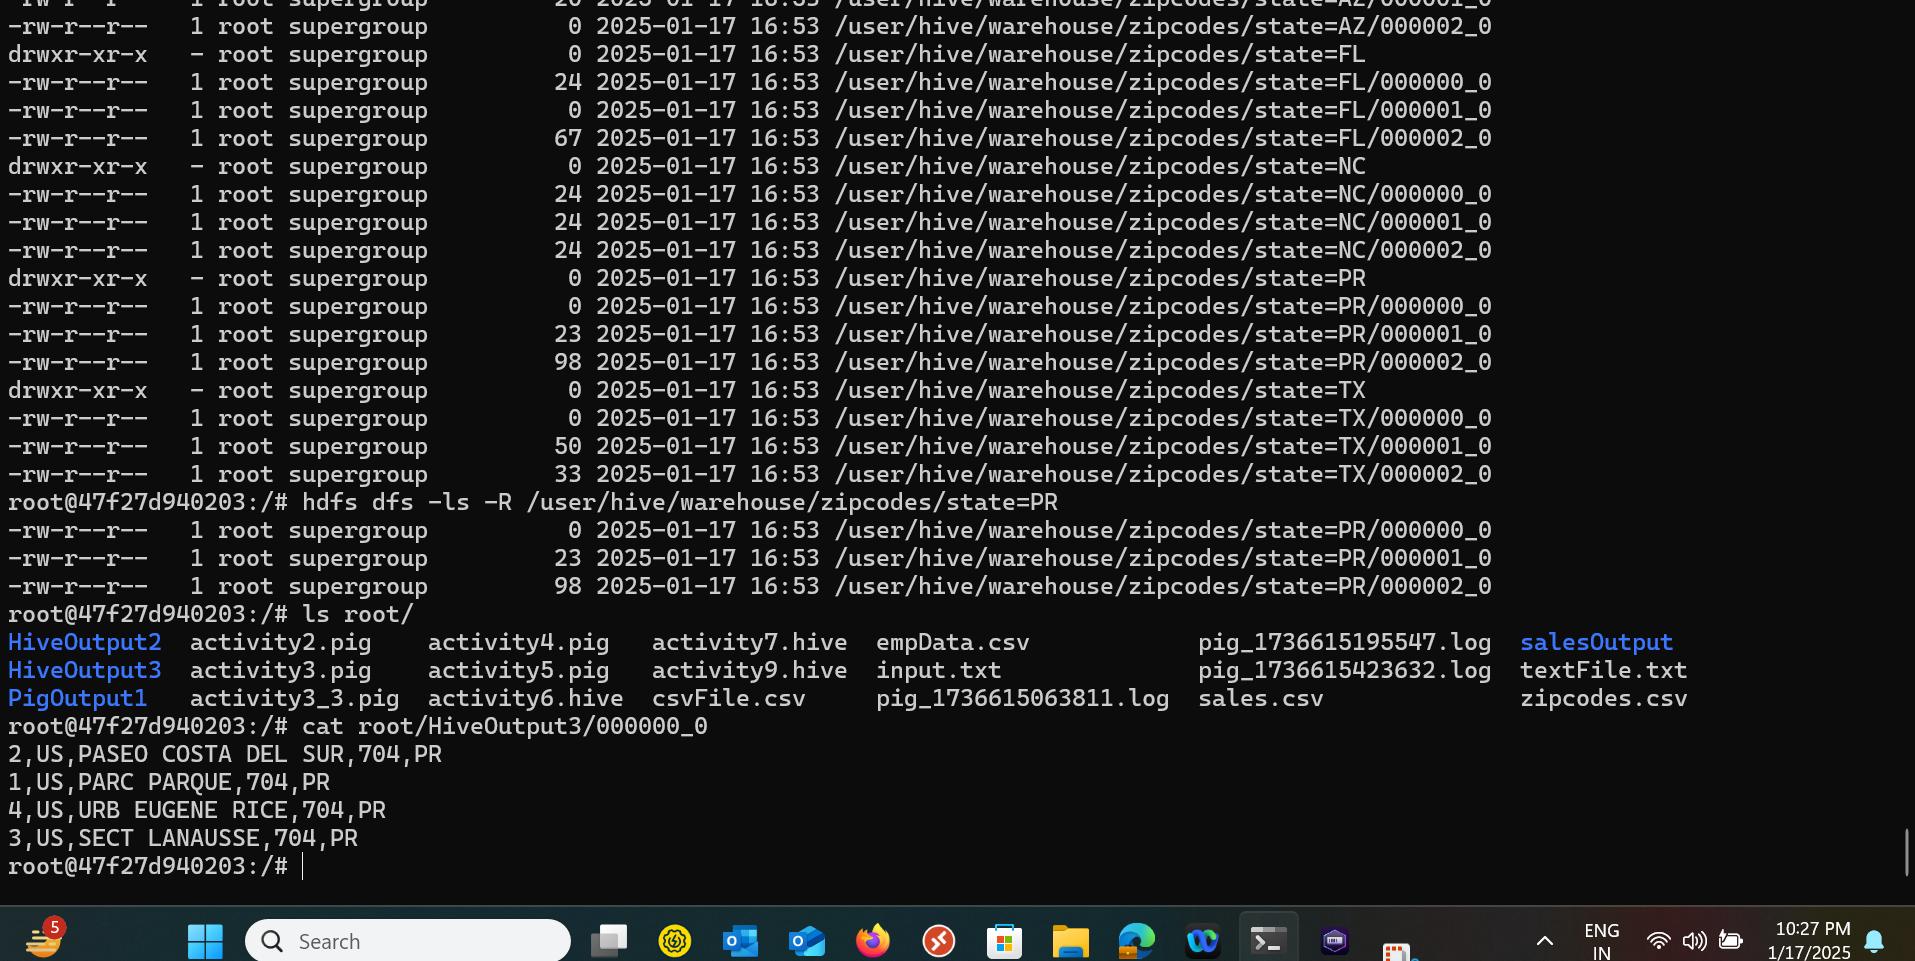 -rw-r--r--   1 root supergroup         20 2025-01-17 16:53 /user/hive/warehouse/zipcodes/state=AZ/000001_0
-rw-r--r--   1 root supergroup          0 2025-01-17 16:53 /user/hive/warehouse/zipcodes/state=AZ/000002_0
drwxr-xr-x   - root supergroup          0 2025-01-17 16:53 /user/hive/warehouse/zipcodes/state=FL
-rw-r--r--   1 root supergroup         24 2025-01-17 16:53 /user/hive/warehouse/zipcodes/state=FL/000000_0
-rw-r--r--   1 root supergroup          0 2025-01-17 16:53 /user/hive/warehouse/zipcodes/state=FL/000001_0
-rw-r--r--   1 root supergroup         67 2025-01-17 16:53 /user/hive/warehouse/zipcodes/state=FL/000002_0
drwxr-xr-x   - root supergroup          0 2025-01-17 16:53 /user/hive/warehouse/zipcodes/state=NC
-rw-r--r--   1 root supergroup         24 2025-01-17 16:53 /user/hive/warehouse/zipcodes/state=NC/000000_0
-rw-r--r--   1 root supergroup         24 2025-01-17 16:53 /user/hive/warehouse/zipcodes/state=NC/000001_0
-rw-r--r--   1 root supergroup         24 2025-01-17 16:53 /user/hive/warehouse/zipcodes/state=NC/000002_0
drwxr-xr-x   - root supergroup          0 2025-01-17 16:53 /user/hive/warehouse/zipcodes/state=PR
-rw-r--r--   1 root supergroup          0 2025-01-17 16:53 /user/hive/warehouse/zipcodes/state=PR/000000_0
-rw-r--r--   1 root supergroup         23 2025-01-17 16:53 /user/hive/warehouse/zipcodes/state=PR/000001_0
-rw-r--r--   1 root supergroup         98 2025-01-17 16:53 /user/hive/warehouse/zipcodes/state=PR/000002_0
drwxr-xr-x   - root supergroup          0 2025-01-17 16:53 /user/hive/warehouse/zipcodes/state=TX
-rw-r--r--   1 root supergroup          0 2025-01-17 16:53 /user/hive/warehouse/zipcodes/state=TX/000000_0
-rw-r--r--   1 root supergroup         50 2025-01-17 16:53 /user/hive/warehouse/zipcodes/state=TX/000001_0
-rw-r--r--   1 root supergroup         33 2025-01-17 16:53 /user/hive/warehouse/zipcodes/state=TX/000002_0
root@47f27d940203:/# hdfs dfs -ls -R /user/hive/warehouse/zipcodes/state=PR
-rw-r--r--   1 root supergroup          0 2025-01-17 16:53 /user/hive/warehouse/zipcodes/state=PR/000000_0
-rw-r--r--   1 root supergroup         23 2025-01-17 16:53 /user/hive/warehouse/zipcodes/state=PR/000001_0
-rw-r--r--   1 root supergroup         98 2025-01-17 16:53 /user/hive/warehouse/zipcodes/state=PR/000002_0
root@47f27d940203:/# ls root/
HiveOutput2  activity2.pig    activity4.pig   activity7.hive  empData.csv            pig_1736615195547.log  salesOutput
HiveOutput3  activity3.pig    activity5.pig   activity9.hive  input.txt              pig_1736615423632.log  textFile.txt
PigOutput1   activity3_3.pig  activity6.hive  csvFile.csv     pig_1736615063811.log  sales.csv              zipcodes.csv
root@47f27d940203:/# cat root/HiveOutput3/000000_0
2,US,PASEO COSTA DEL SUR,704,PR
1,US,PARC PARQUE,704,PR
4,US,URB EUGENE RICE,704,PR
3,US,SECT LANAUSSE,704,PR
root@47f27d940203:/#
5
Search
ENG
IN
10:27 PM
1/17/2025